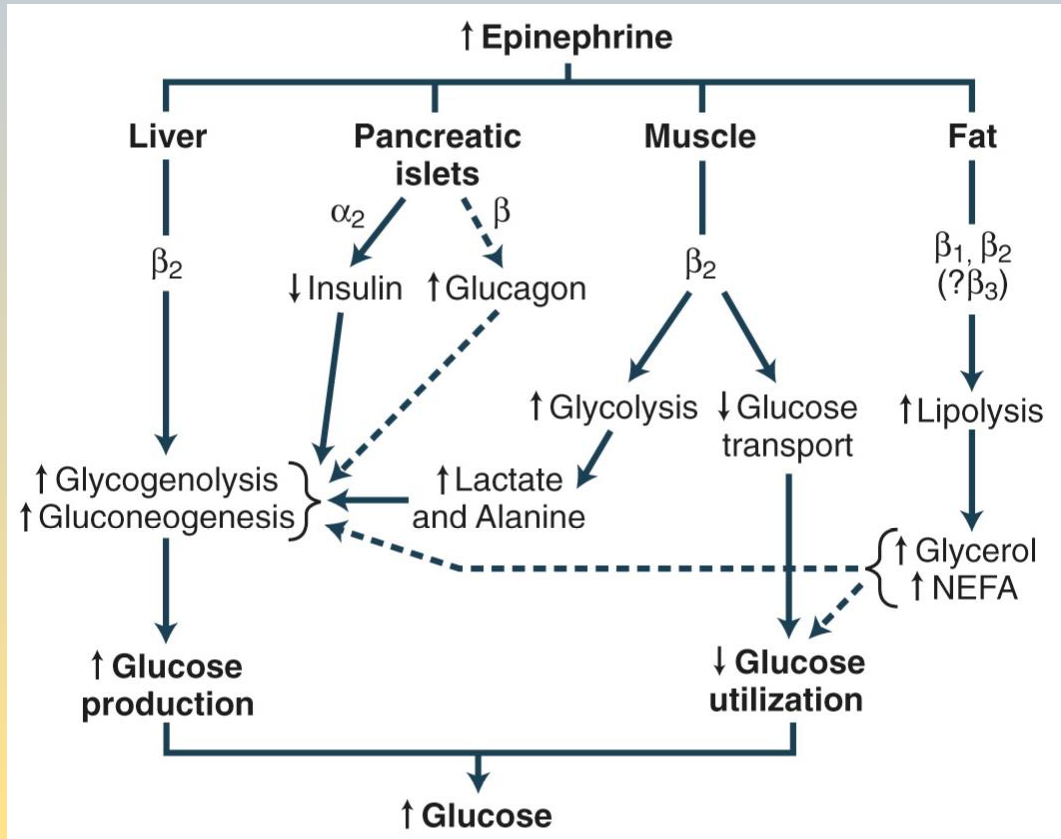 ↑ Epinephrine
Liver
Pancreatic
islets
Muscle
Fat
α2
β
β2
β2
β1, β2
(?β3)
↓ Insulin
↑ Glucagon
↑ Glycolysis
↓ Glucose
transport
↑ Lipolysis
↑ Glycogenolysis
↑ Gluconeogenesis
↑ Lactate
and Alanine
↑ Glycerol
↑ NEFA
↑ Glucose
production
↓ Glucose
utilization
↑ Glucose